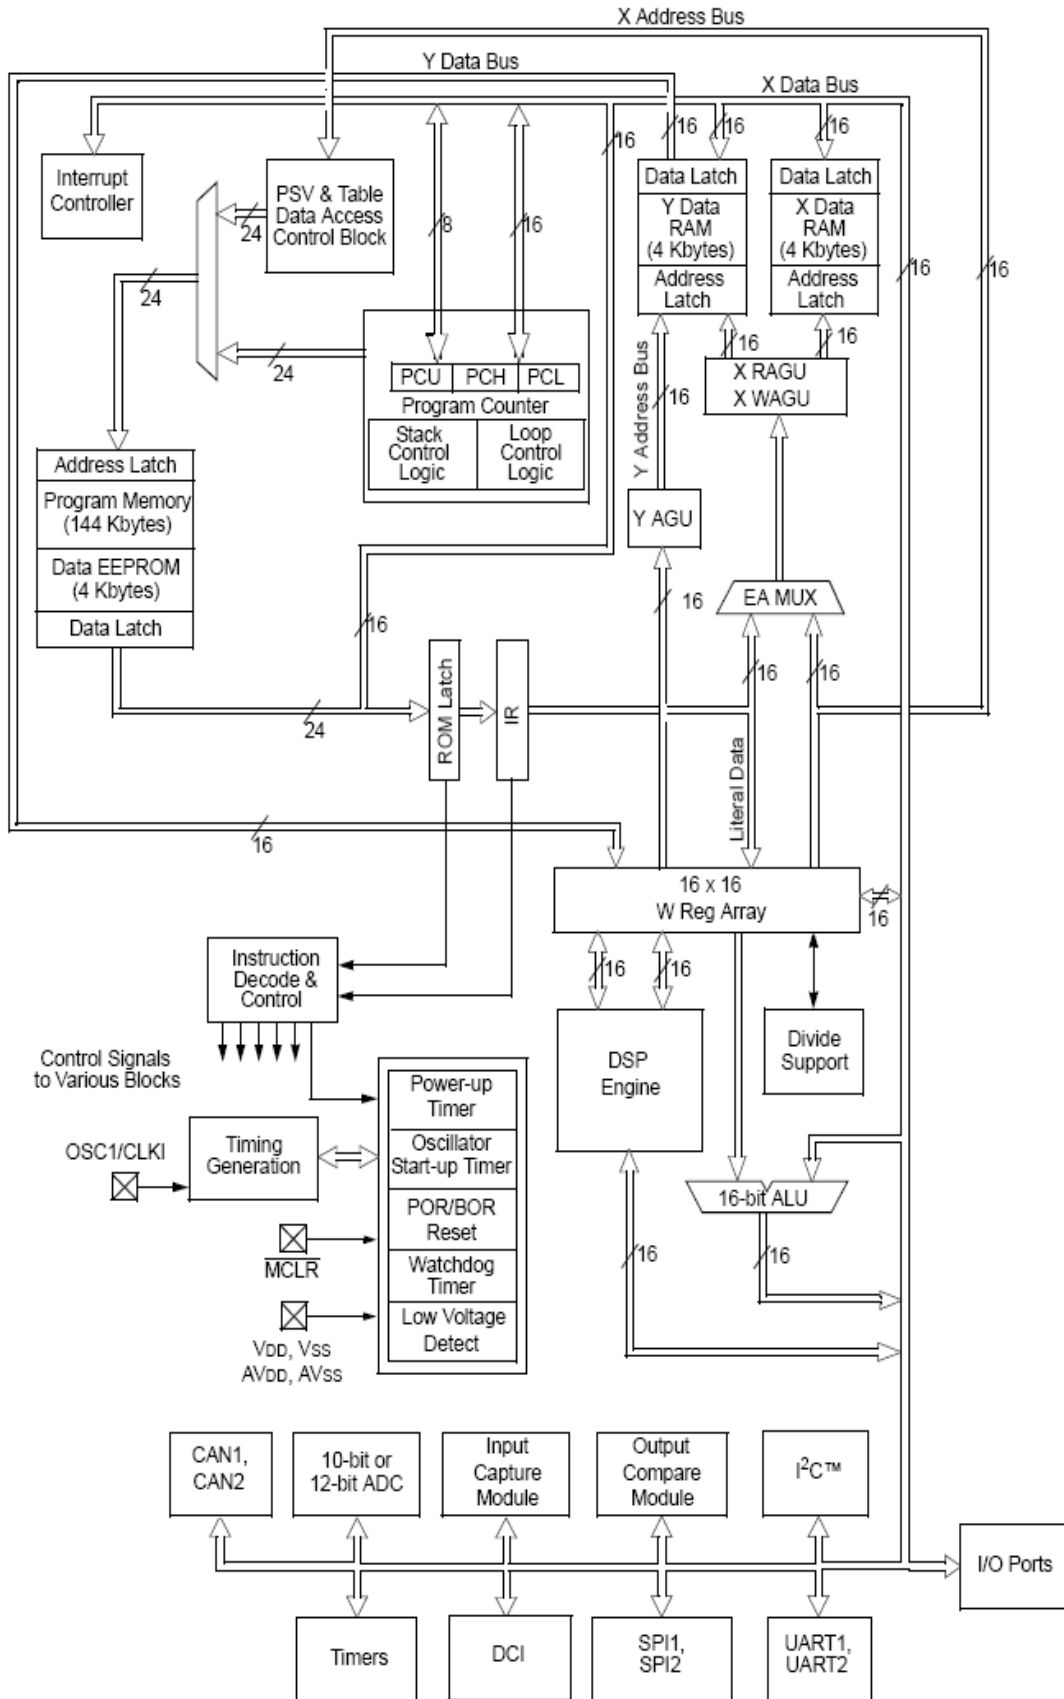 X Address Bus
Y Data Bus
X Data Bus
16
16
16
16
Interrupt
Controller
PSV & Table
Data Access
Control Block
24
24
8
16
Data Latch
Y Data
RAM
(4 Kbytes)
Address
Latch
Data Latch
X Data
RAM
(4 Kbytes)
Address
Latch
16
16
16
16
24
PCU
PCH
PCL
Program Counter
Stack
Control
Logic
Loop
Control
Logic
Y Address Bus
16
X RAGU
X WAGU
Address Latch
Program Memory
(144 Kbytes)
Data EEPROM
(4 Kbytes)
Data Latch
Y AGU
16
EA MUX
16
16
16
24
ROM Latch
IR
Literal Data
16
16 x 16
W Reg Array
16
Instruction
Decode &
Control
16
16
Control Signals
to Various Blocks
DSP
Engine
Divide
Support
Power-up
Timer
OSC1/CLKI
Timing
Generation
Oscillator
Start-up Timer
POR/BOR
Reset
MCLR
Watchdog
Timer
Low Voltage
Detect
VDD, VSS
AVDD, AVSS
16-bit ALU
16
16
CAN1,
CAN2
10-bit or
12-bit ADC
Input
Capture
Module
Output
Compare
Module
I²C™
I/O Ports
Timers
DCI
SPI1,
SPI2
UART1,
UART2